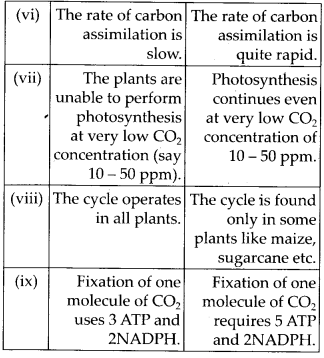 (vi) The rate of carbon The rate of carbon
assimilation is assimilation is
slow. quite rapid.
(vii) The plants are Photosynthesis
unable to perform continues even
photosynthesis at very low CO₂
at very low CO₂ concentration of
concentration (say 10 – 50 ppm.
10 – 50 ppm).
(viii) The cycle operates The cycle is found
in all plants. only in some
plants like maize,
sugarcane etc.
(ix) Fixation of one Fixation of one
molecule of CO₂ molecule of CO₂
uses 3 ATP and requires 5 ATP
2NADPH. and 2NADPH.